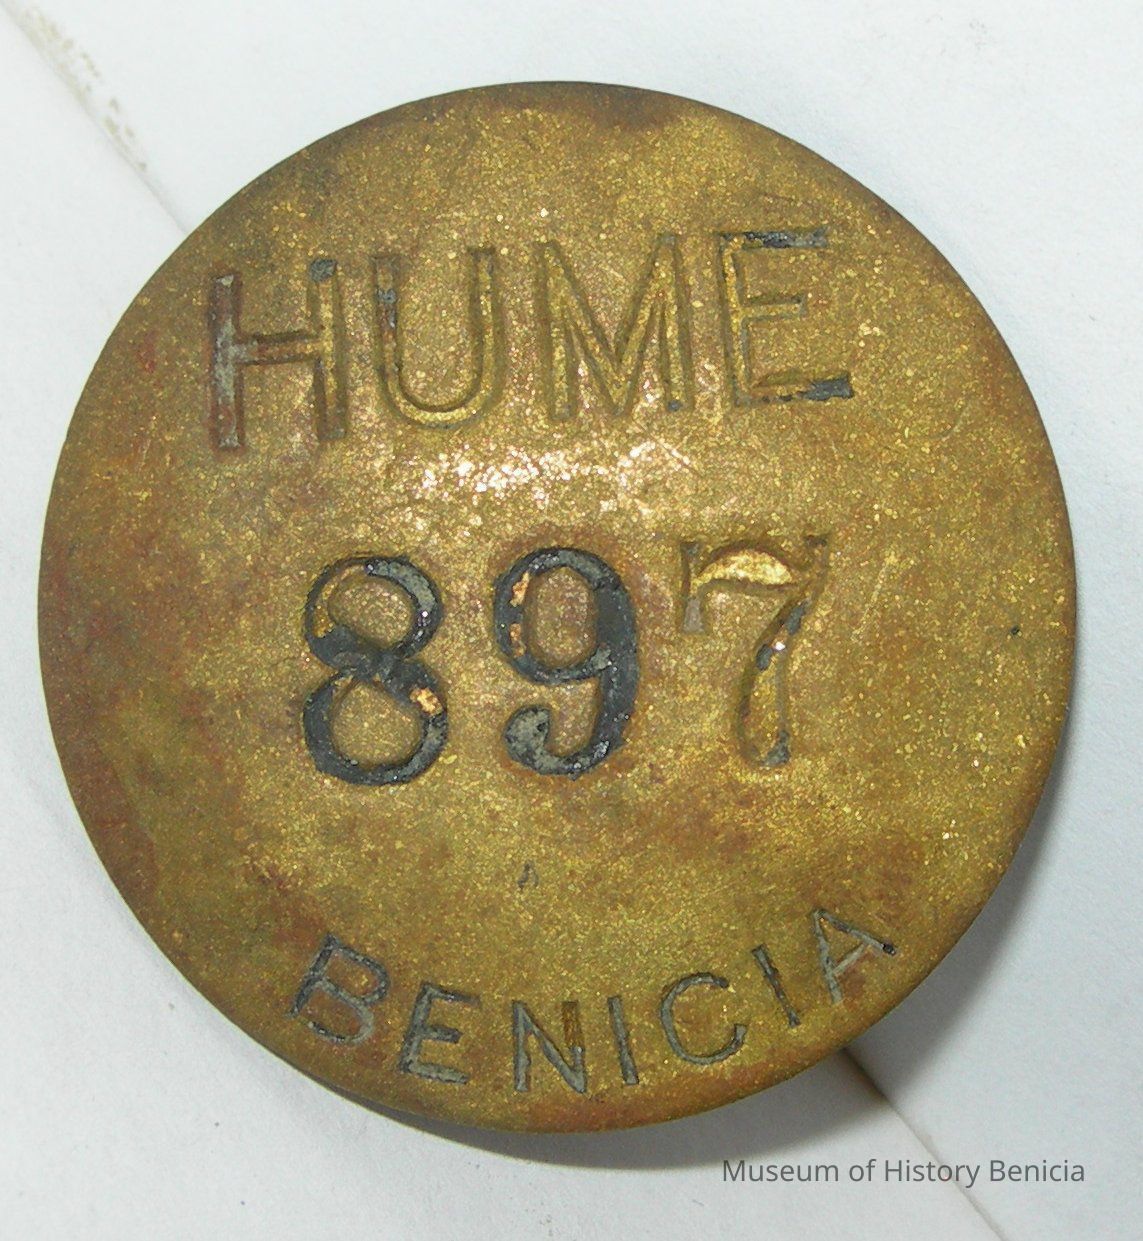 HUME
897
BENICIA
Museum of History Benicia